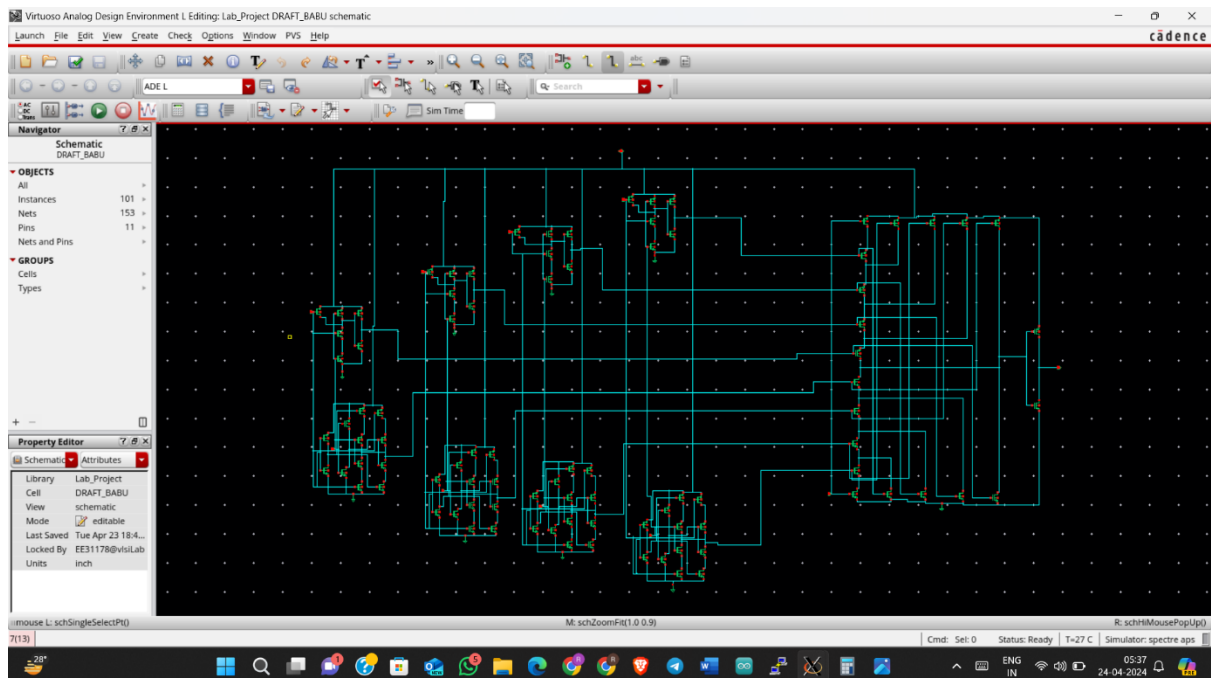 Virtuoso Analog Design Environment L Editing: Lab_Project DRAFT_BABU schematic
Launch File Edit View Create Check Options Window PVS Help
cādence
ADE L
Search
Sim Time
Navigator
Schematic
DRAFT_BABU
OBJECTS
All
Instances 101
Nets 153
Pins 11
Nets and Pins
GROUPS
Cells
Types
Property Editor
Schematic Attributes
Library Lab_Project
Cell DRAFT_BABU
View schematic
Mode editable
Last Saved Tue Apr 23 18:4...
Locked By EE31178@vlsiLab
Units inch
mouse L: schSingleSelectPt() M: schZoomFit(1.0 0.9) R: schHiMousePopUp()
7(13) Cmd: Sel: 0 Status: Ready T=27 C Simulator: spectre aps
28°
ENG
IN
05:37
24-04-2024